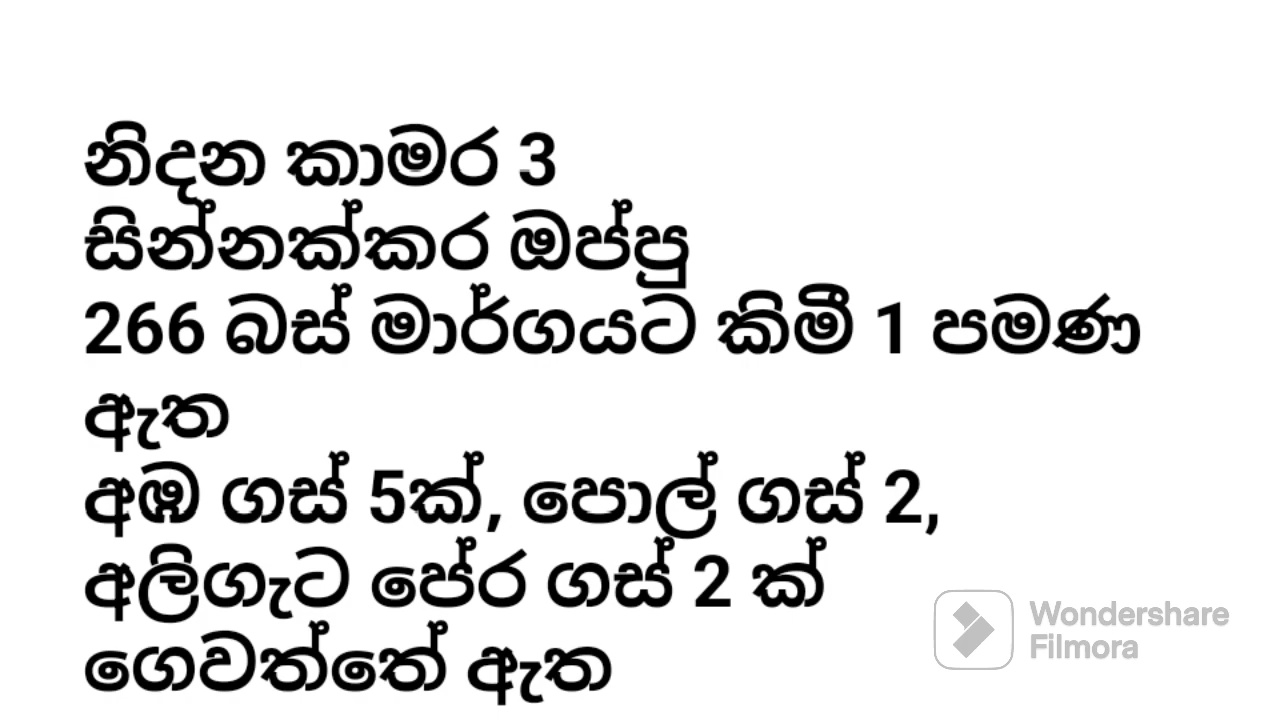 නිදන කාමර 3
සින්නක්කර ඔප්පු
266 බස් මාර්ගයට කිමී 1 පමණ
ඇත
අඹ ගස් 5ක්, පොල් ගස් 2,
අලිගැට පේර ගස් 2 ක්
ගෙවත්තේ ඇත
Wondershare
Filmora